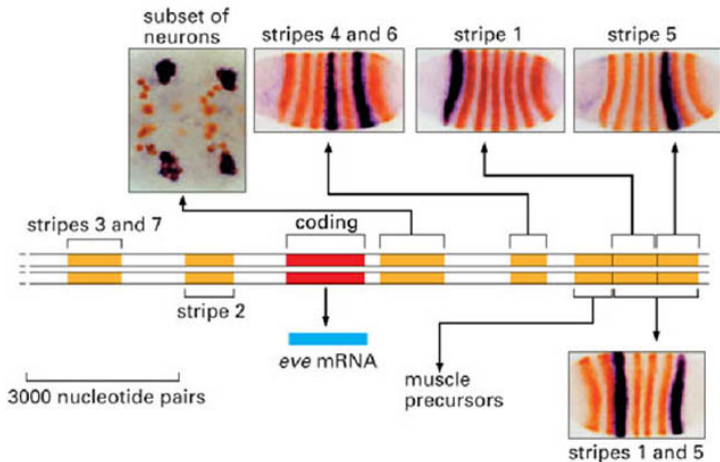 subset of
neurons
stripes 4 and 6
stripe 1
stripe 5
stripes 3 and 7
coding
stripe 2
eve mRNA
muscle
precursors
3000 nucleotide pairs
stripes 1 and 5